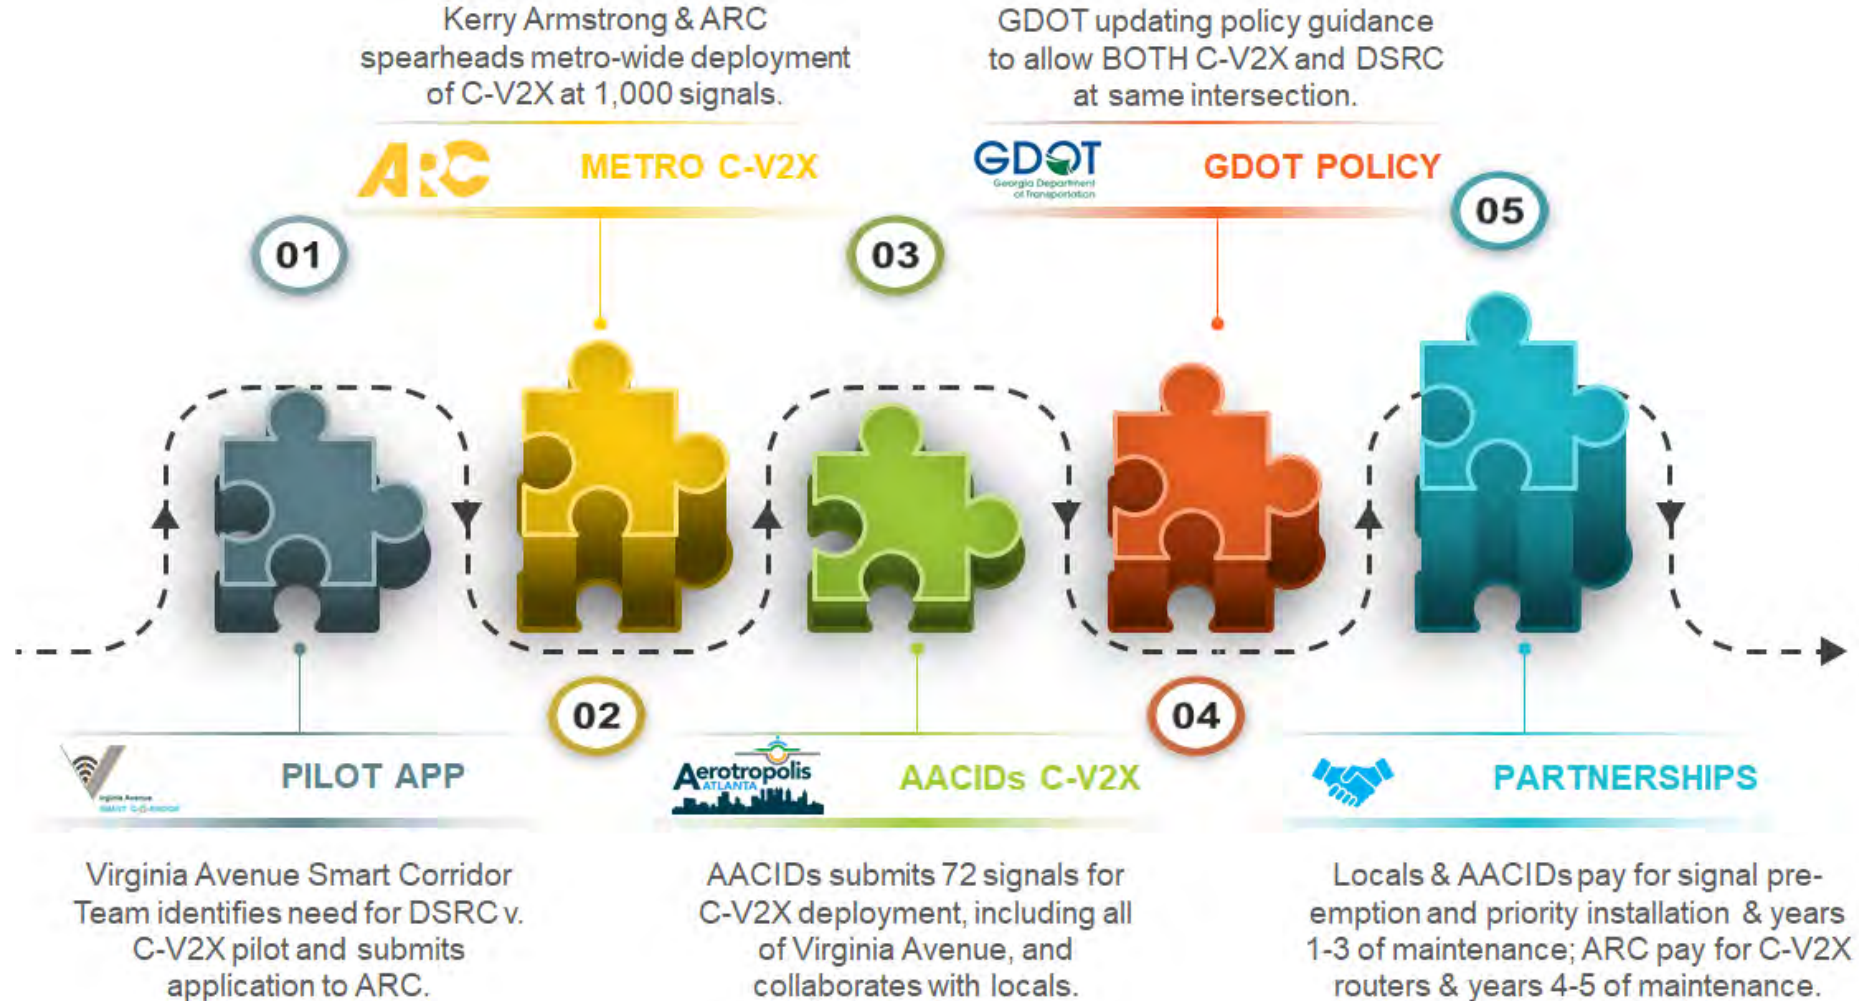 Kerry Armstrong & ARC
spearheads metro-wide deployment
of C-V2X at 1,000 signals.
ARC
METRO C-V2X
GDOT updating policy guidance
to allow BOTH C-V2X and DSRC
at same intersection.
GDOT
Georgia Department
of Transportation
GDOT POLICY
01
03
05
02
04
Virginia Avenue
SMART CORRIDOR
PILOT APP
Virginia Avenue Smart Corridor
Team identifies need for DSRC v.
C-V2X pilot and submits
application to ARC.
Aerotropolis
ATLANTA
AACIDs C-V2X
AACIDs submits 72 signals for
C-V2X deployment, including all
of Virginia Avenue, and
collaborates with locals.
PARTNERSHIPS
Locals & AACIDs pay for signal pre-
emption and priority installation & years
1-3 of maintenance; ARC pay for C-V2X
routers & years 4-5 of maintenance.